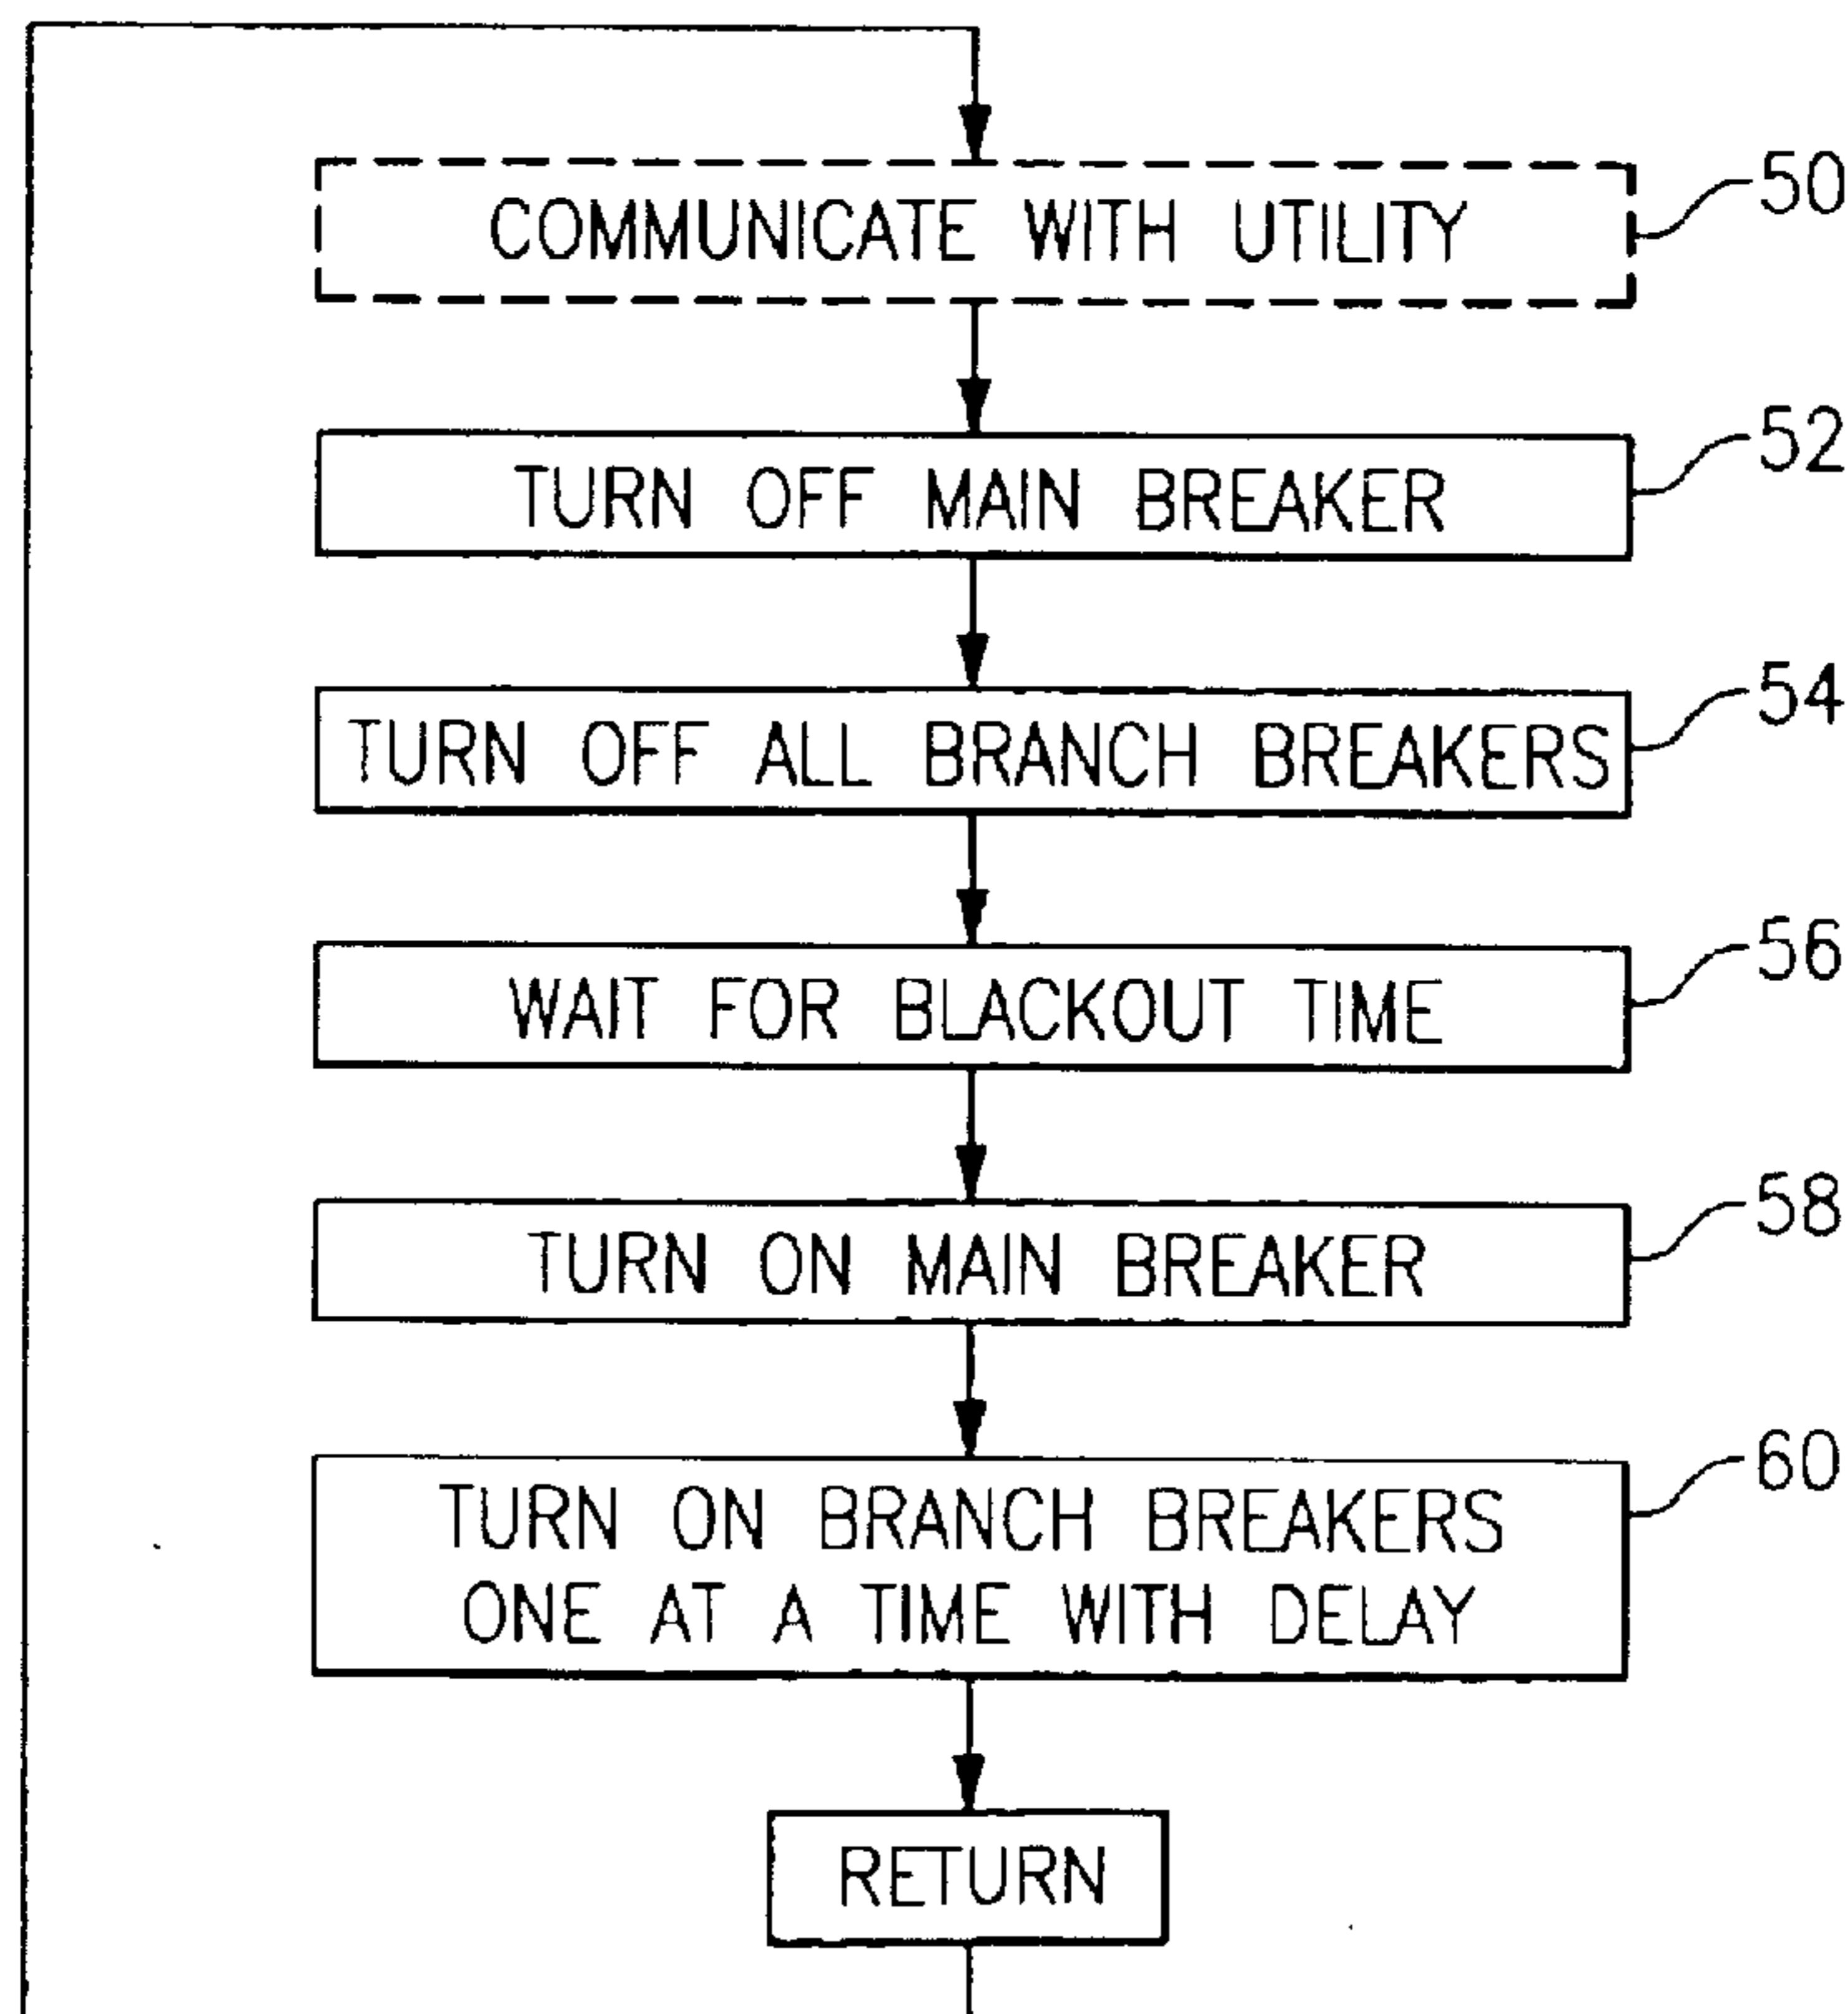 COMMUNICATE WITH UTILITY
50
TURN OFF MAIN BREAKER
52
TURN OFF ALL BRANCH BREAKERS
54
WAIT FOR BLACKOUT TIME
56
TURN ON MAIN BREAKER
58
TURN ON BRANCH BREAKERS
ONE AT A TIME WITH DELAY
60
RETURN